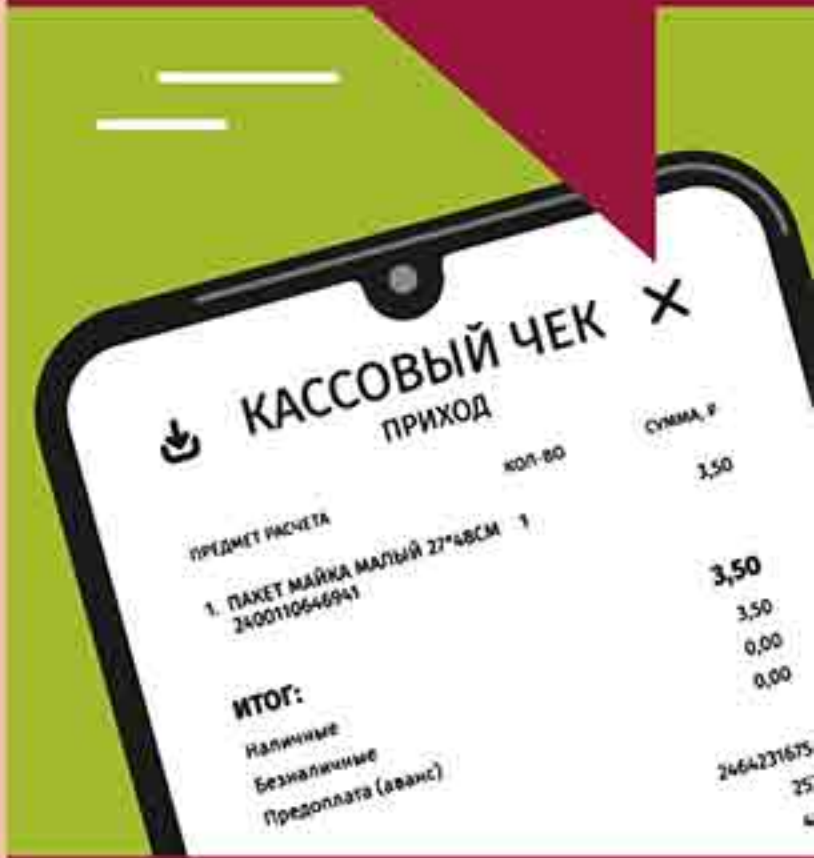 КАССОВЫЙ ЧЕК
ПРИХОД
ПРЕДМЕТ РАСЧЕТА КОЛ-ВО СУММА, ₽
1. ПАКЕТ МАЙКА МАЛЫЙ 27*48СМ 1 3,50
2400110646941
ИТОГ: 3,50
Наличные 3,50
Безналичные 0,00
Предоплата (аванс) 0,00